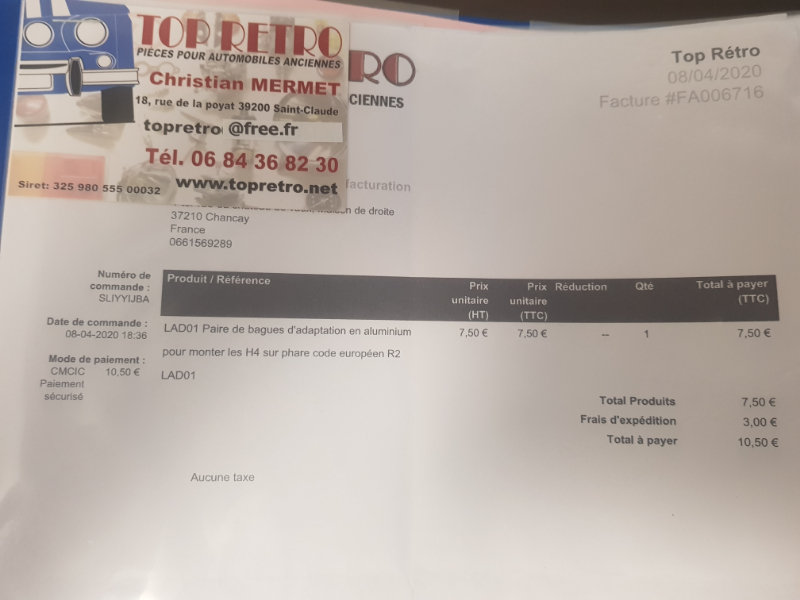 TOP RETRO
PIÈCES POUR AUTOMOBILES ANCIENNES
Christian MERMET
18, rue de la poyat 39200 Saint-Claude
topretro @free.fr
Tél. 06 84 36 82 30
Siret: 325 980 555 00032
www.topretro.net
RO
CIENNES
Top Rétro
08/04/2020
Facture #FA006716
facturation
de droite
37210 Chancay
France
0661569289
Numéro de commande :
SLIYYIJBA
Date de commande :
08-04-2020 18:36
Mode de paiement :
CMCIC 10,50 €
Paiement
sécurisé
Produit / Référence Prix unitaire (HT) Prix unitaire (TTC) Réduction Qté Total à payer (TTC)
LAD01 Paire de bagues d'adaptation en aluminium 7,50 € 7,50 € -- 1 7,50 €
pour monter les H4 sur phare code européen R2
LAD01
Total Produits 7,50 €
Frais d'expédition 3,00 €
Total à payer 10,50 €
Aucune taxe